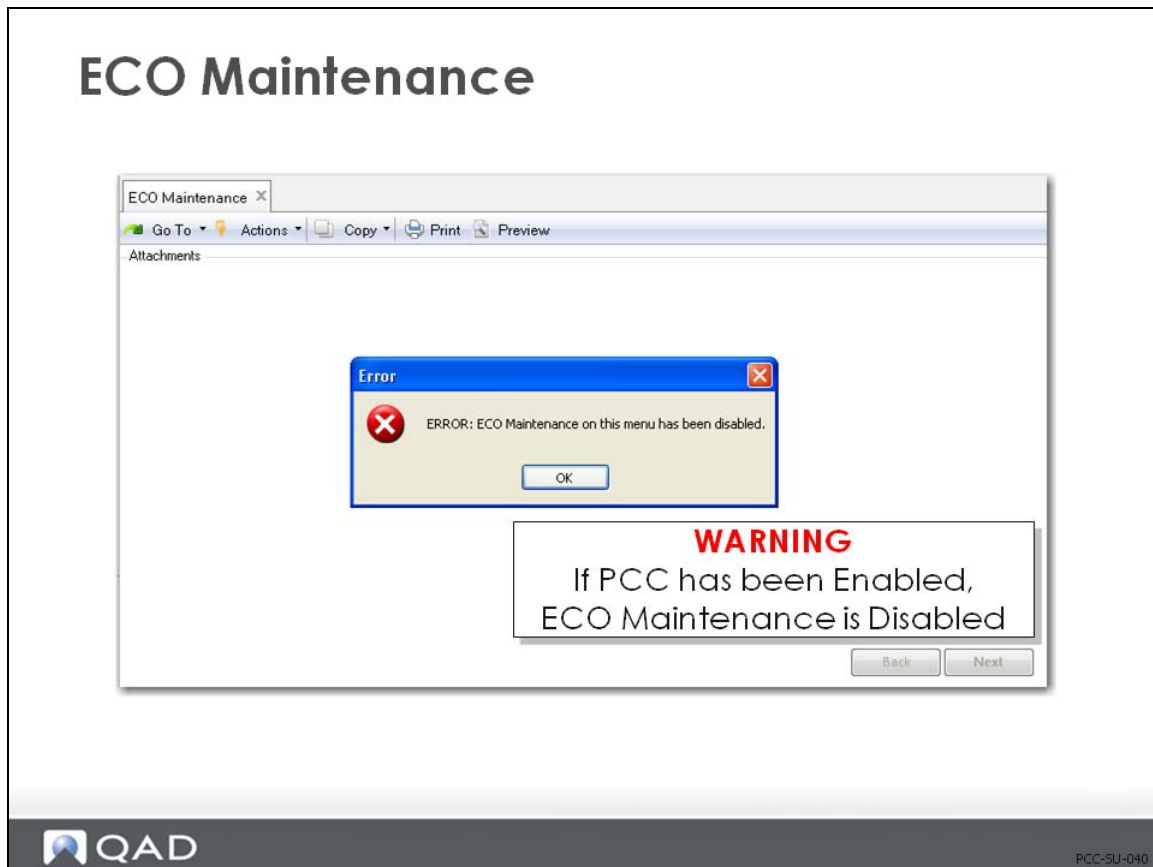 ECO Maintenance
ECO Maintenance
Go To Actions Copy Print Preview
Attachments
Error
ERROR: ECO Maintenance on this menu has been disabled.
OK
WARNING
If PCC has been Enabled,
ECO Maintenance is Disabled
Back Next
QAD
PCC-SU-040